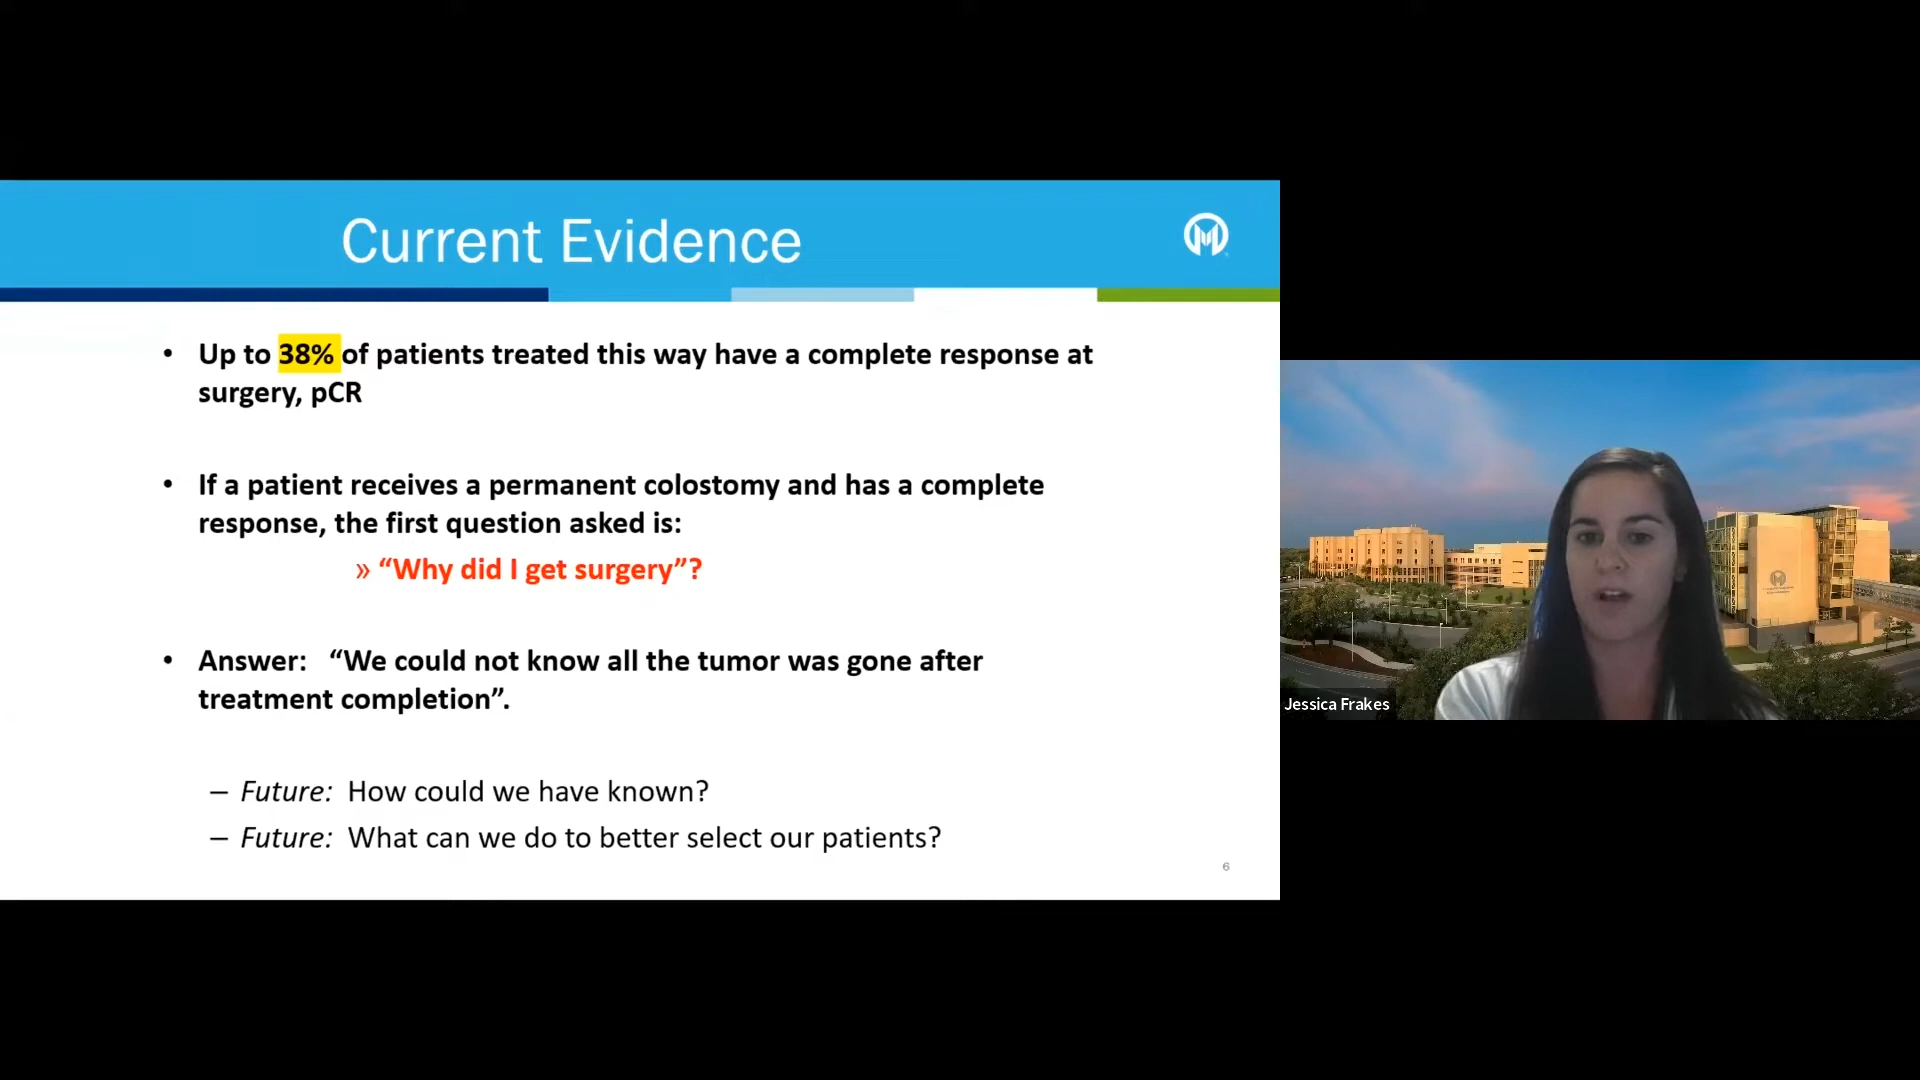 Current Evidence
• Up to 38% of patients treated this way have a complete response at
surgery, pCR
• If a patient receives a permanent colostomy and has a complete
response, the first question asked is:
» “Why did I get surgery”?
• Answer: “We could not know all the tumor was gone after
treatment completion”.
– Future: How could we have known?
– Future: What can we do to better select our patients?
6
Jessica Frakes